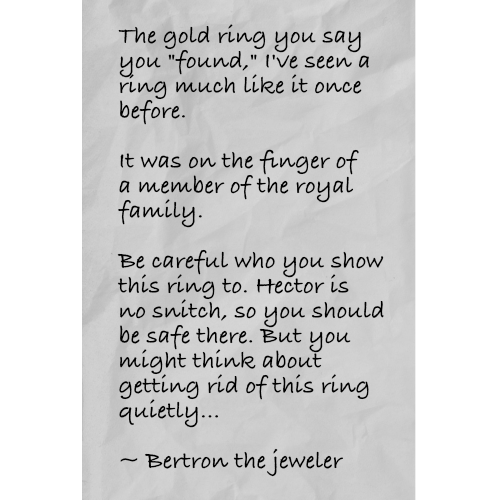 The gold ring you say
you "found," I've seen a
ring much like it once
before.
It was on the finger of
a member of the royal
family.
Be careful who you show
this ring to. Hector is
no snitch, so you should
be safe there. But you
might think about
getting rid of this ring
quietly...
~ Bertron the jeweler